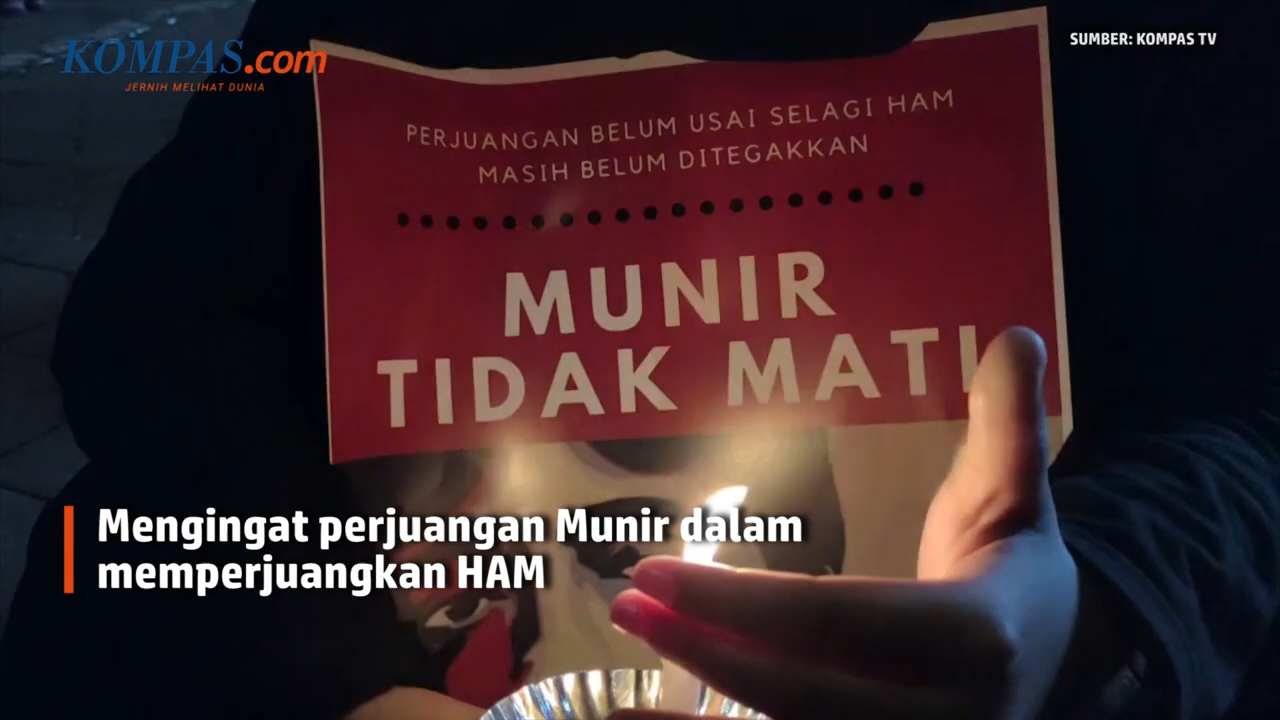 KOMPAS.com
JERNIH MELIHAT DUNIA
SUMBER: KOMPAS TV
PERJUANGAN BELUM USAI SELAGI HAM
MASIH BELUM DITEGAKKAN
MUNIR
TIDAK MATI
Mengingat perjuangan Munir dalam
memperjuangkan HAM